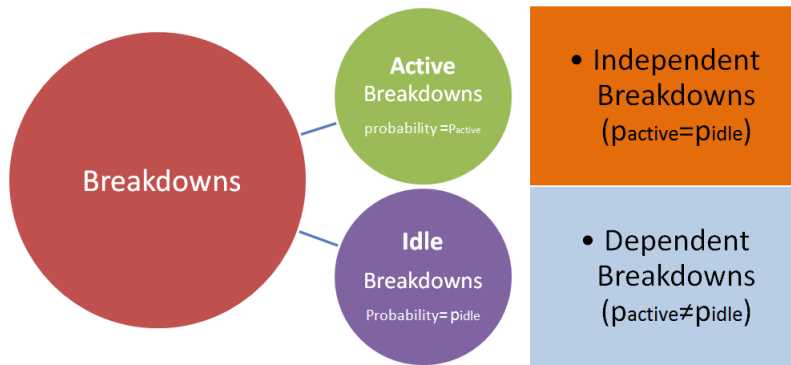 Breakdowns
Active
Breakdowns
probability =Pactive
Idle
Breakdowns
Probability= pidle
• Independent
Breakdowns
(pactive=pidle)
• Dependent
Breakdowns
(pactive≠pidle)